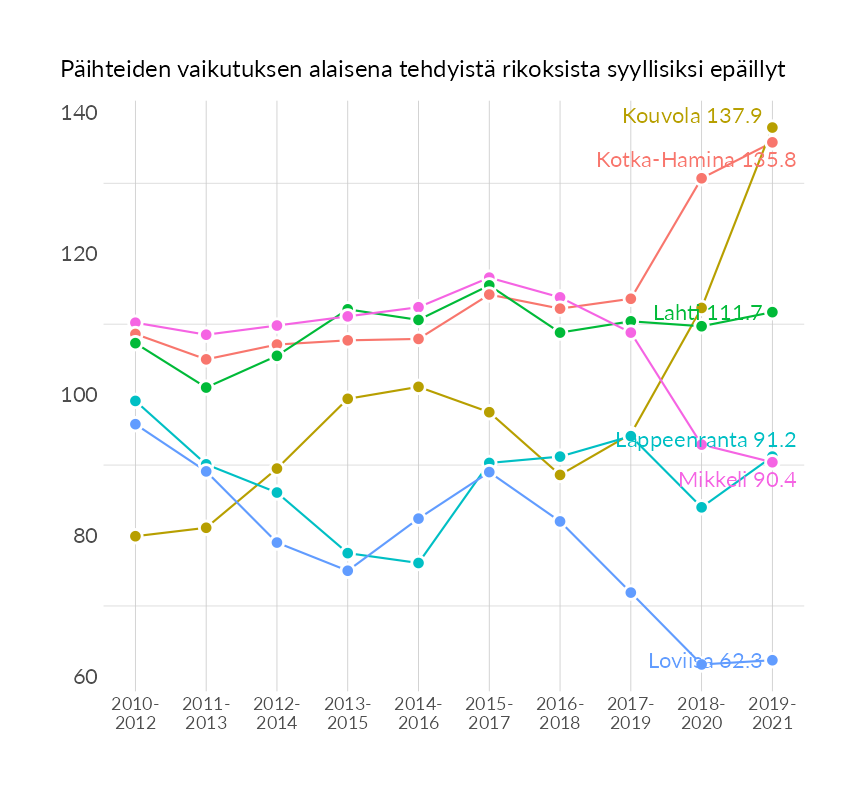 Päihteiden vaikutuksen alaisena tehdyistä rikoksista syyllisiksi epäillyt
140
Kouvola 137.9
Kotka-Hamina 135.8
120
Lahti 111.7
100
Lappeenranta 91.2
Mikkeli 90.4
80
Loviisa 62.3
60
2010- 2011- 2012- 2013- 2014- 2015- 2016- 2017- 2018- 2019-
2012 2013 2014 2015 2016 2017 2018 2019 2020 2021